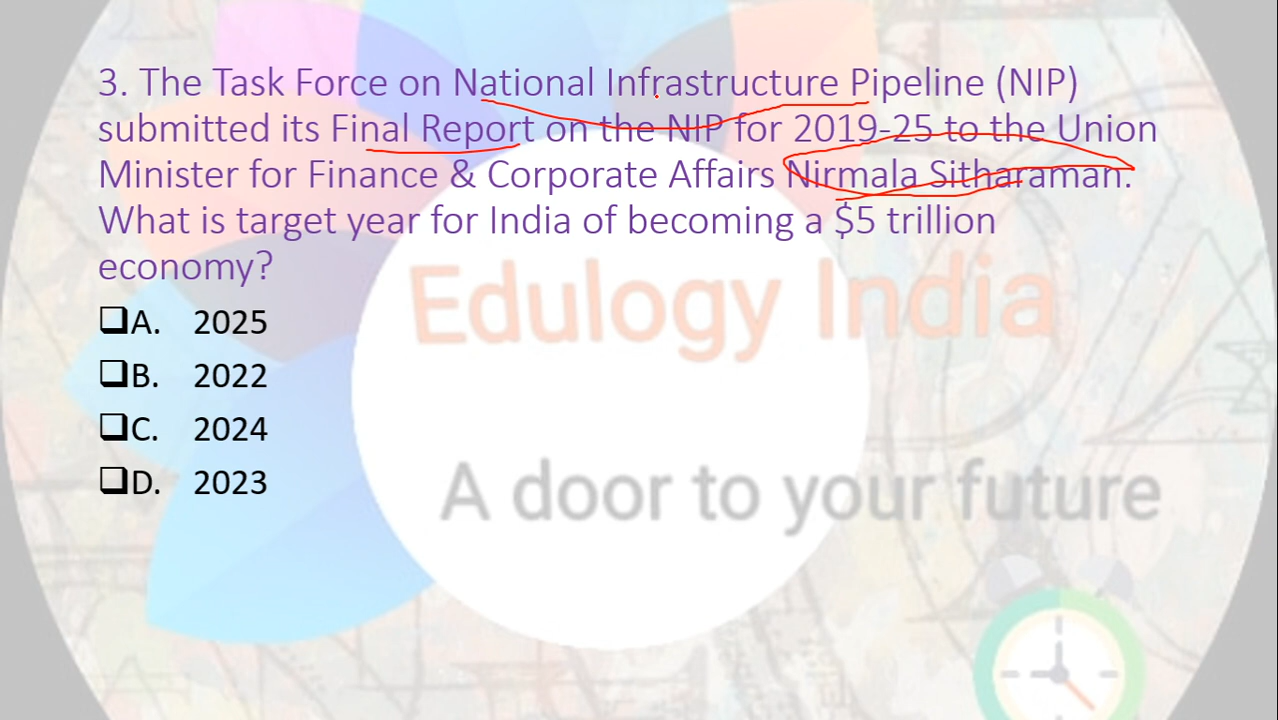 3. The Task Force on National Infrastructure Pipeline (NIP)
submitted its Final Report on the NIP for 2019-25 to the Union
Minister for Finance & Corporate Affairs Nirmala Sitharaman.
What is target year for India of becoming a $5 trillion
economy?
A. 2025
B. 2022
C. 2024
D. 2023
Edulogy India
A door to your future